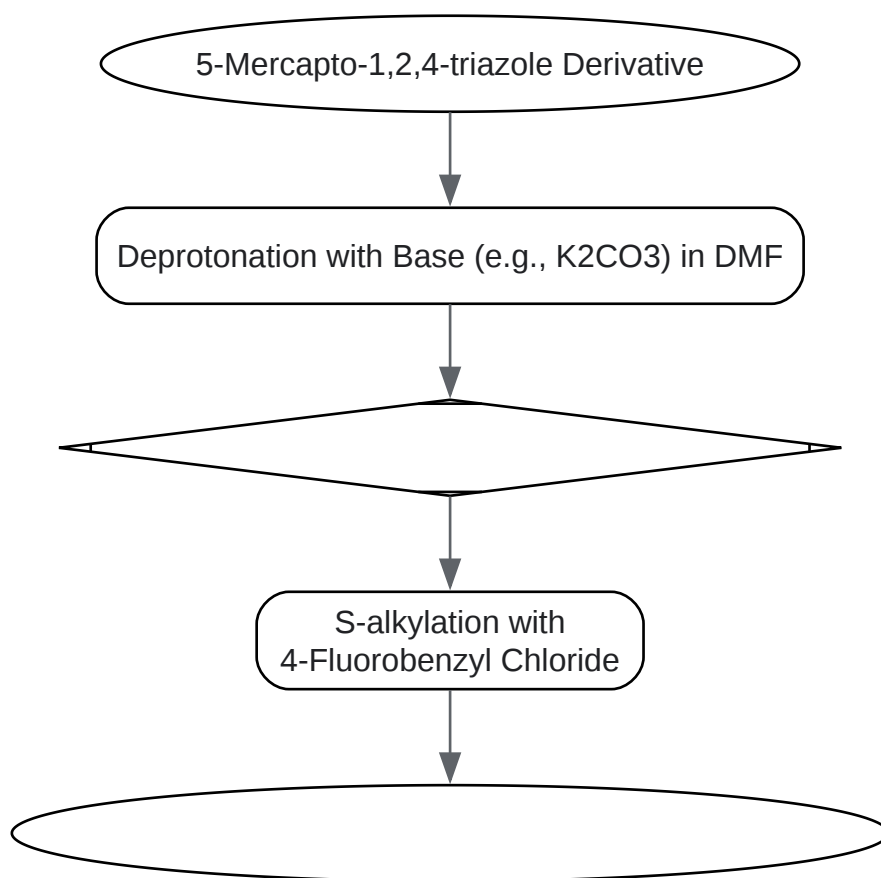 5-Mercapto-1,2,4-triazole Derivative
Deprotonation with Base (e.g., K2CO3) in DMF
S-alkylation with
4-Fluorobenzyl Chloride